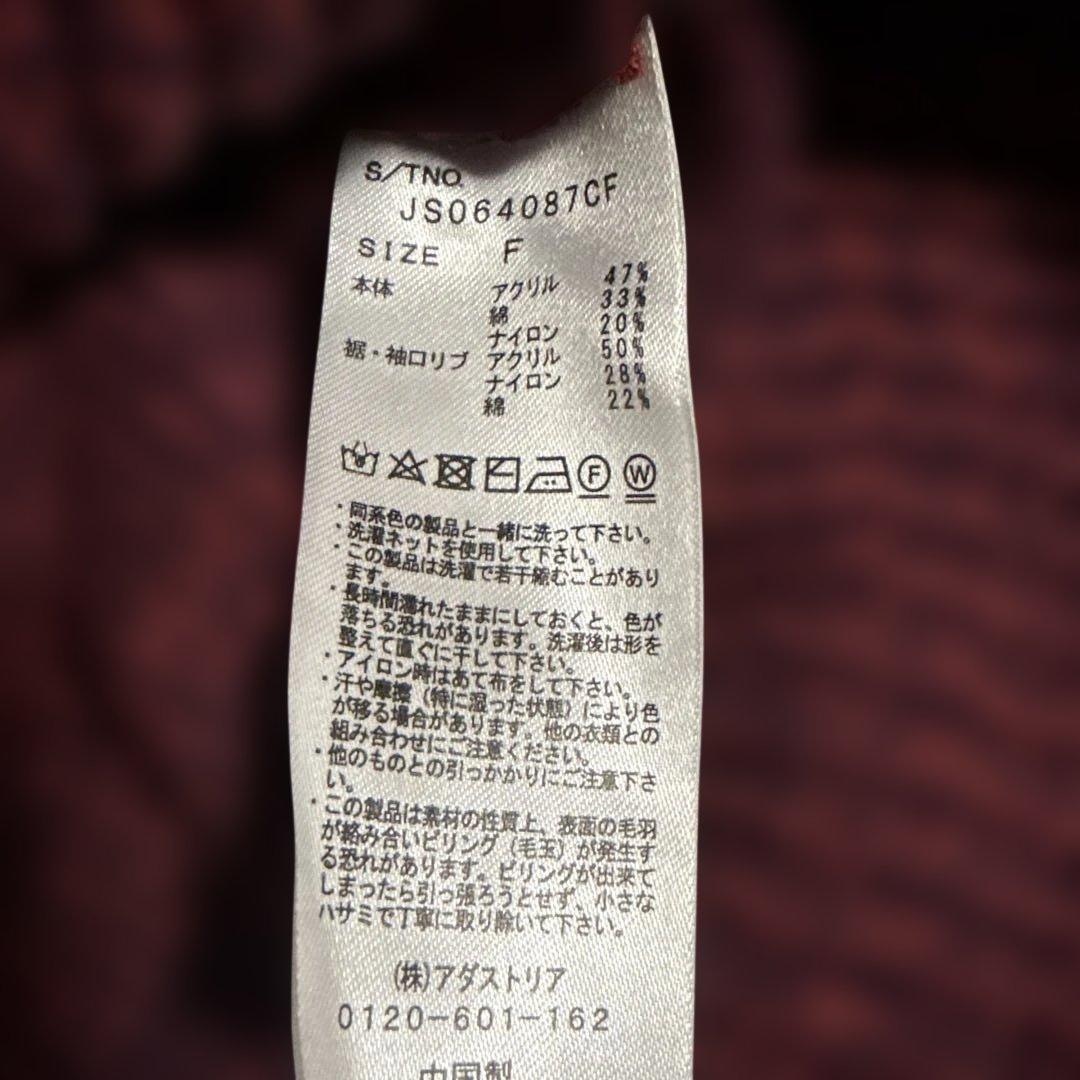 S/TNO.
JS064087CF
SIZE F
本体 アクリル 47%
綿 33%
ナイロン 20%
裾・袖口リブ アクリル 50%
ナイロン 28%
綿 22%
F W
・同系色の製品と一緒に洗って下さい。
・洗濯ネットを使用して下さい。
・この製品は洗濯で若干縮むことがあり
ます。
・長時間濡れたままにしておくと、色が
落ちる恐れがあります。洗濯後は形を
整えて直ぐに干して下さい。
・アイロン時はあて布をして下さい。
・汗や摩擦（特に湿った状態）により色
が移る場合があります。他の衣類との
組み合わせにご注意ください。
・他のものとの引っかかりにご注意下さ
い。
・この製品は素材の性質上、表面の毛羽
が絡み合いピリング（毛玉）が発生す
る恐れがあります。ピリングが出来て
しまったら引っ張ろうとせず、小さな
ハサミで丁寧に取り除いて下さい。
(株)アダストリア
0120-601-162
中国製